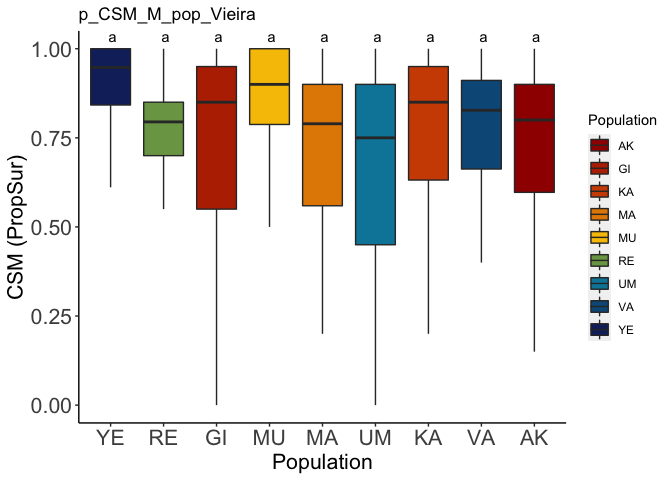 p_CSM_M_pop_Vieira
a a a a a a a a a
1.00
0.75
0.50
0.25
0.00
CSM (PropSur)
YE RE GI MU MA UM KA VA AK
Population
Population
AK
GI
KA
MA
MU
RE
UM
VA
YE